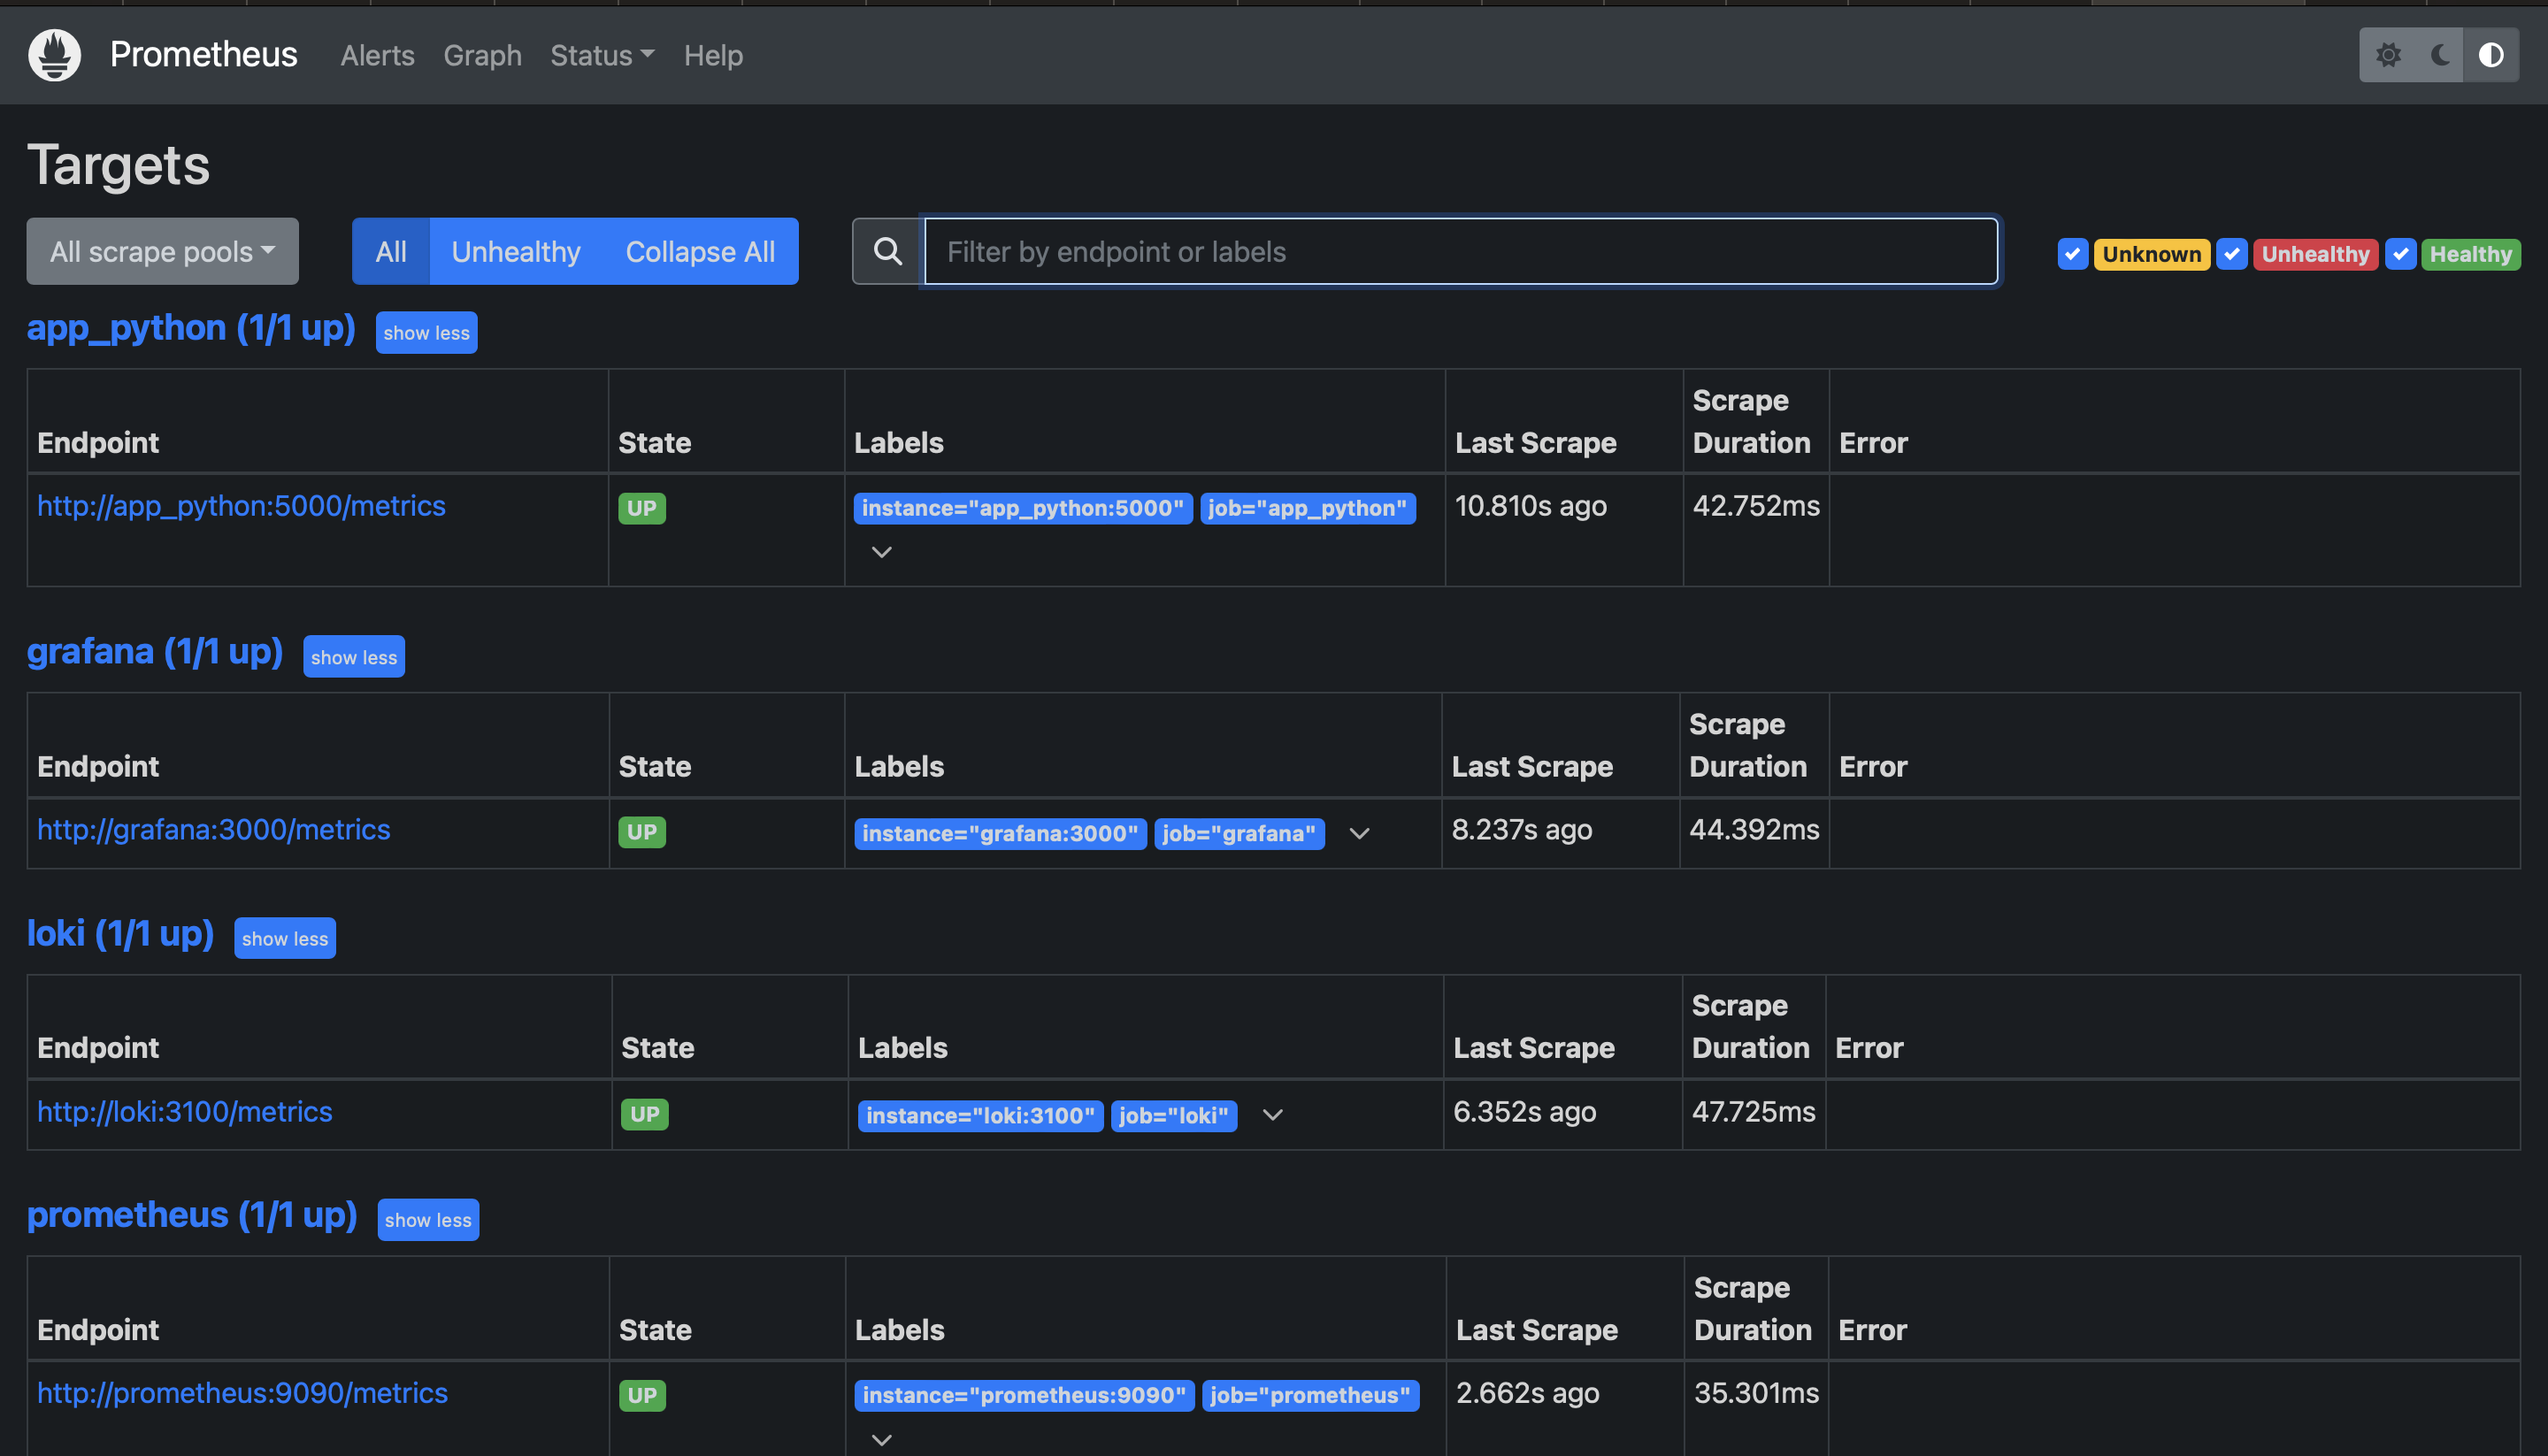 Prometheus Alerts Graph Status Help
Targets
All scrape pools All Unhealthy Collapse All Filter by endpoint or labels Unknown Unhealthy Healthy
app_python (1/1 up) show less
Endpoint State Labels Last Scrape Scrape Duration Error
http://app_python:5000/metrics UP instance="app_python:5000" job="app_python" 10.810s ago 42.752ms
grafana (1/1 up) show less
Endpoint State Labels Last Scrape Scrape Duration Error
http://grafana:3000/metrics UP instance="grafana:3000" job="grafana" 8.237s ago 44.392ms
loki (1/1 up) show less
Endpoint State Labels Last Scrape Scrape Duration Error
http://loki:3100/metrics UP instance="loki:3100" job="loki" 6.352s ago 47.725ms
prometheus (1/1 up) show less
Endpoint State Labels Last Scrape Scrape Duration Error
http://prometheus:9090/metrics UP instance="prometheus:9090" job="prometheus" 2.662s ago 35.301ms